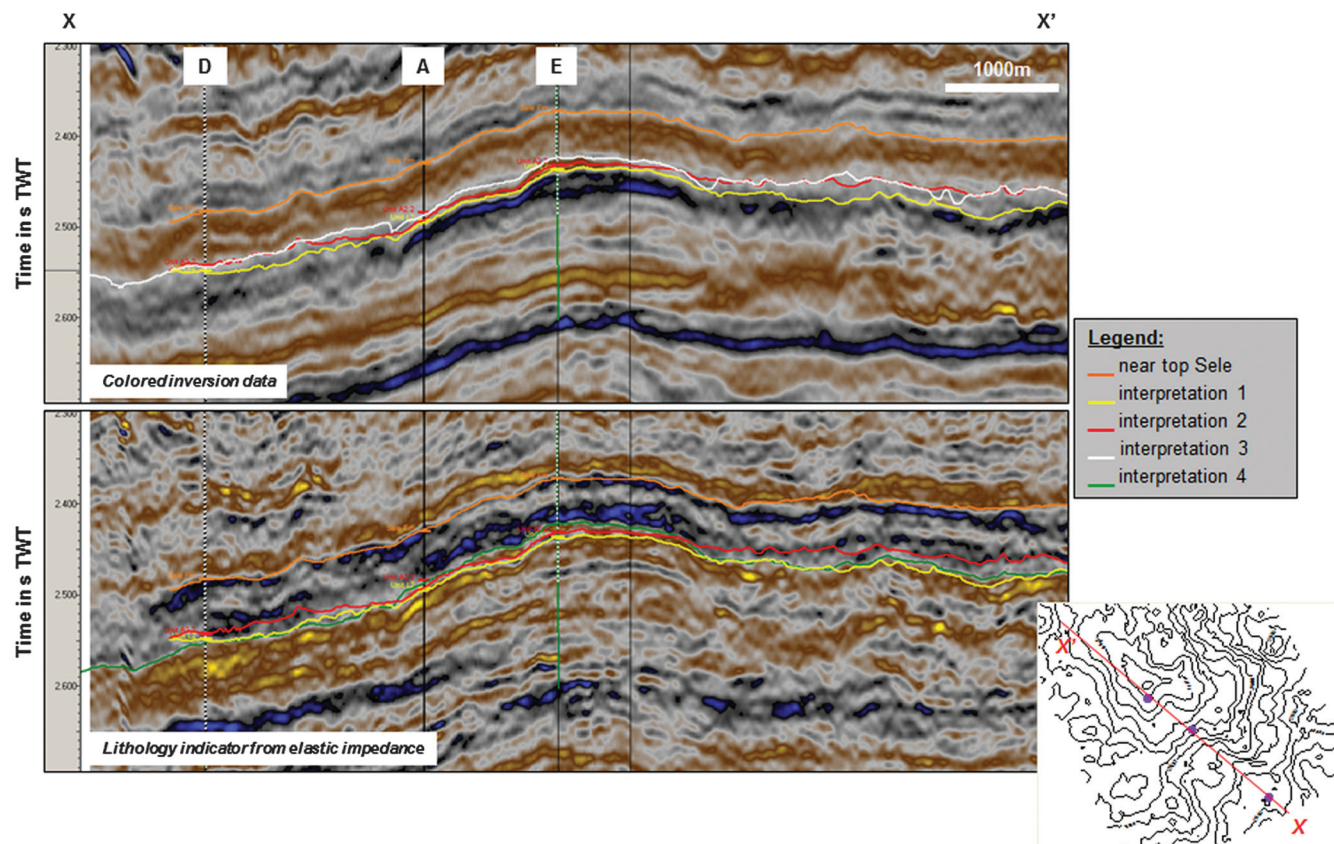 X
X'
D
A
E
1000m
2.300
2.400
2.500
2.600
Time in s TWT
Colored inversion data
2.300
2.400
2.500
2.600
Time in s TWT
Lithology indicator from elastic impedance
Legend:
near top Sele
interpretation 1
interpretation 2
interpretation 3
interpretation 4
X'
X